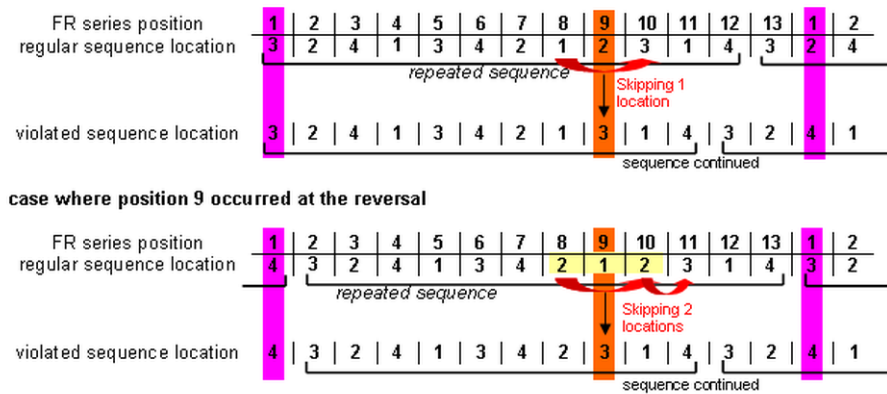 FR series position 1 | 2 | 3 | 4 | 5 | 6 | 7 | 8 | 9 | 10 | 11 | 12 | 13 | 1 | 2
regular sequence location 3 | 2 | 4 | 1 | 3 | 4 | 2 | 1 | 2 | 3 | 1 | 4 | 3 | 2 | 4
repeated sequence
Skipping 1
location
violated sequence location 3 | 2 | 4 | 1 | 3 | 4 | 2 | 1 | 3 | 1 | 4 | 3 | 2 | 4 | 1
sequence continued
case where position 9 occurred at the reversal
FR series position 1 | 2 | 3 | 4 | 5 | 6 | 7 | 8 | 9 | 10 | 11 | 12 | 13 | 1 | 2
regular sequence location 4 | 3 | 2 | 4 | 1 | 3 | 4 | 2 | 1 | 2 | 3 | 1 | 4 | 3 | 2
repeated sequence
Skipping 2
locations
violated sequence location 4 | 3 | 2 | 4 | 1 | 3 | 4 | 2 | 3 | 1 | 4 | 3 | 2 | 4 | 1
sequence continued